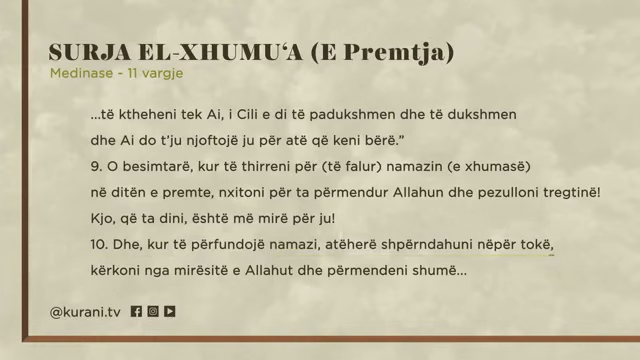 SURJA EL-XHUMU‘A (E Premtja)
Medinase - 11 vargje
...të ktheheni tek Ai, i Cili e di të padukshmen dhe të dukshmen
dhe Ai do t’ju njoftojë ju për atë që keni bërë.”
9. O besimtarë, kur të thirreni për (të falur) namazin (e xhumasë)
në ditën e premte, nxitoni për ta përmendur Allahun dhe pezulloni tregtinë!
Kjo, që ta dini, është më mirë për ju!
10. Dhe, kur të përfundojë namazi, atëherë shpërndahuni nëpër tokë,
kërkoni nga mirësitë e Allahut dhe përmendeni shumë...
@kurani.tv